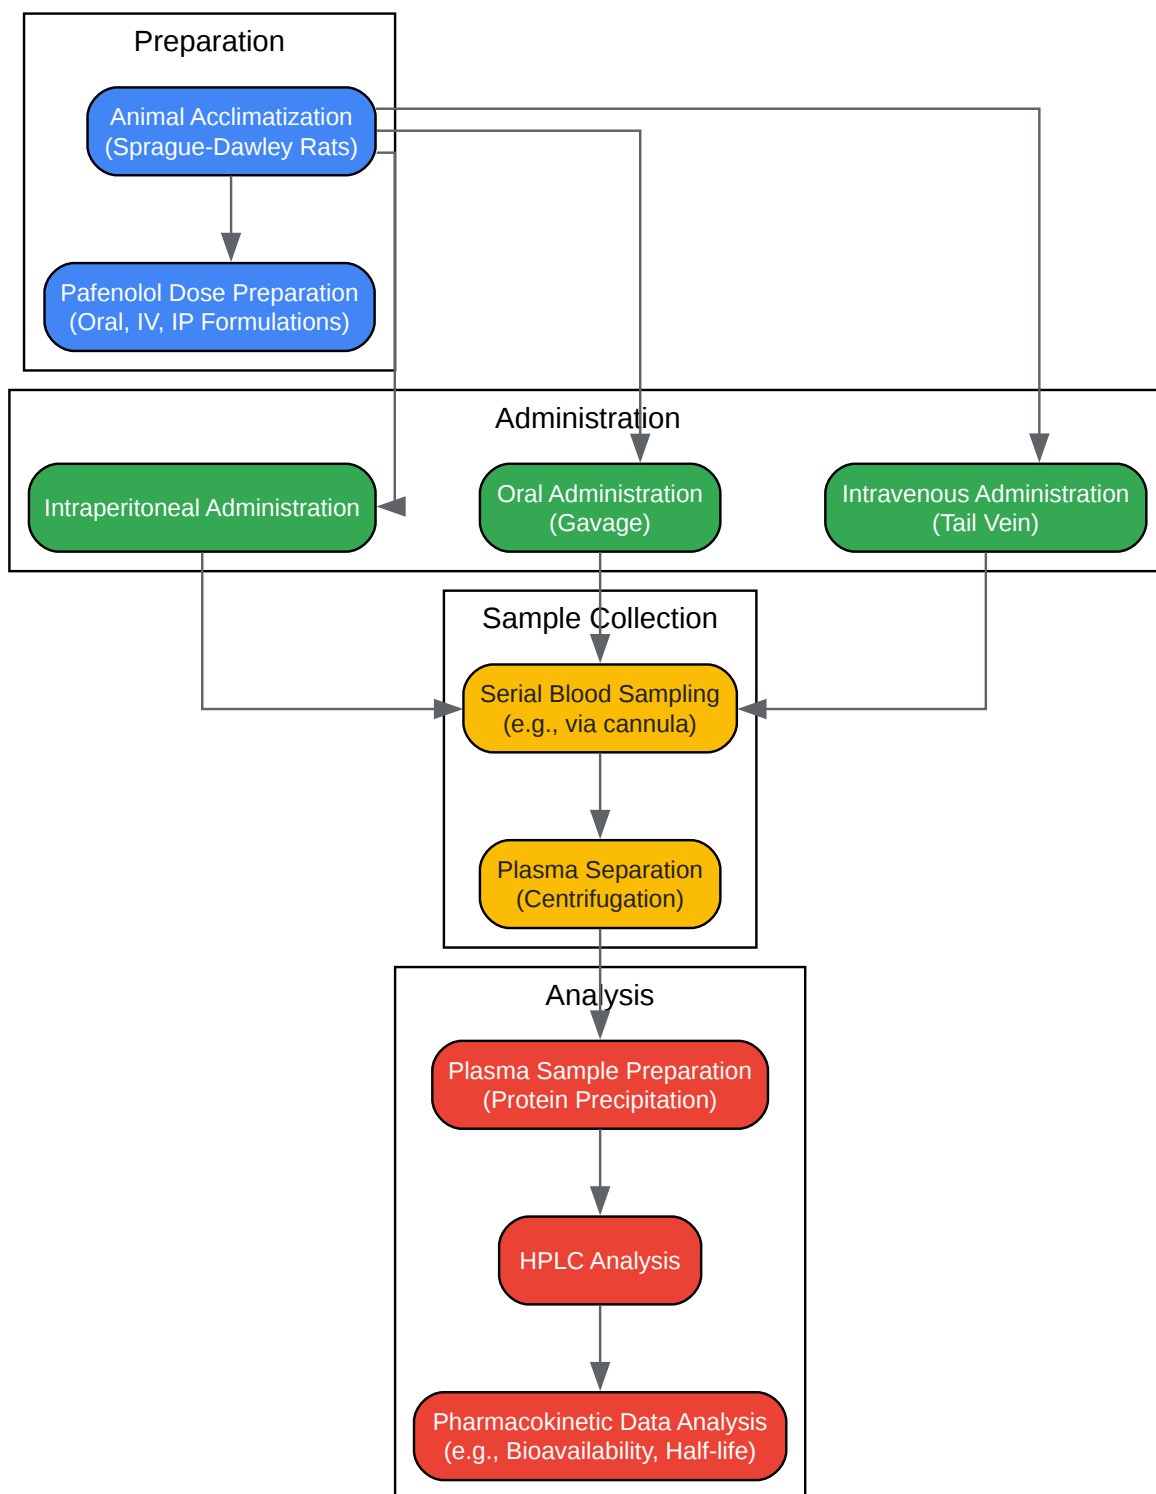 Preparation
Animal Acclimatization
(Sprague-Dawley Rats)
Pafenolol Dose Preparation
(Oral, IV, IP Formulations)
Administration
Intraperitoneal Administration
Oral Administration
(Gavage)
Intravenous Administration
(Tail Vein)
Sample Collection
Serial Blood Sampling
(e.g., via cannula)
Plasma Separation
(Centrifugation)
Analysis
Plasma Sample Preparation
(Protein Precipitation)
HPLC Analysis
Pharmacokinetic Data Analysis
(e.g., Bioavailability, Half-life)